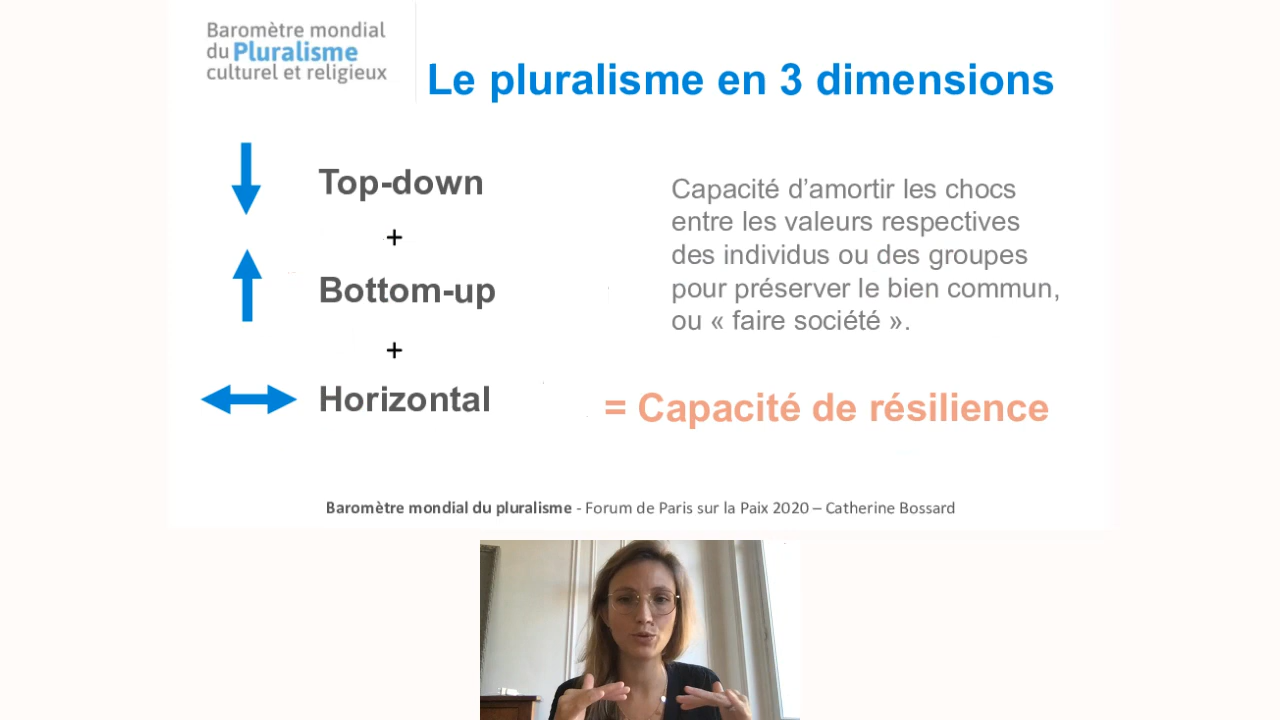 Baromètre mondial
du Pluralisme
culturel et religieux
Le pluralisme en 3 dimensions
Top-down
+
Bottom-up
+
Horizontal
Capacité d’amortir les chocs
entre les valeurs respectives
des individus ou des groupes
pour préserver le bien commun,
ou « faire société ».
= Capacité de résilience
Baromètre mondial du pluralisme - Forum de Paris sur la Paix 2020 – Catherine Bossard